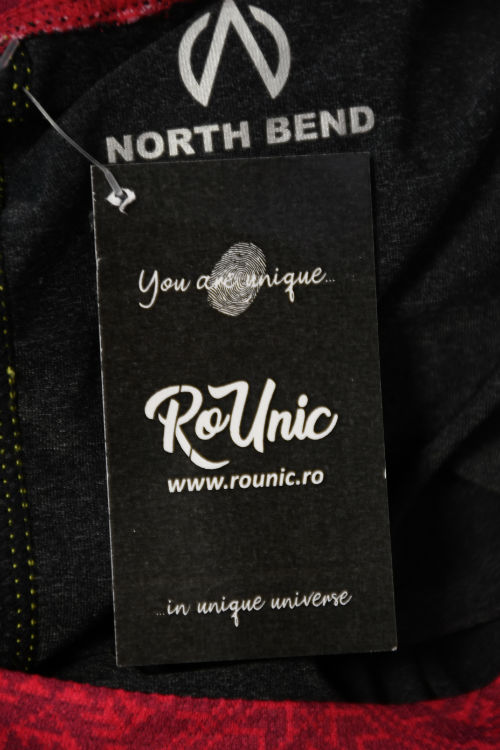 NORTH BEND
You are unique...
RoUnic
www.rounic.ro
...in unique universe